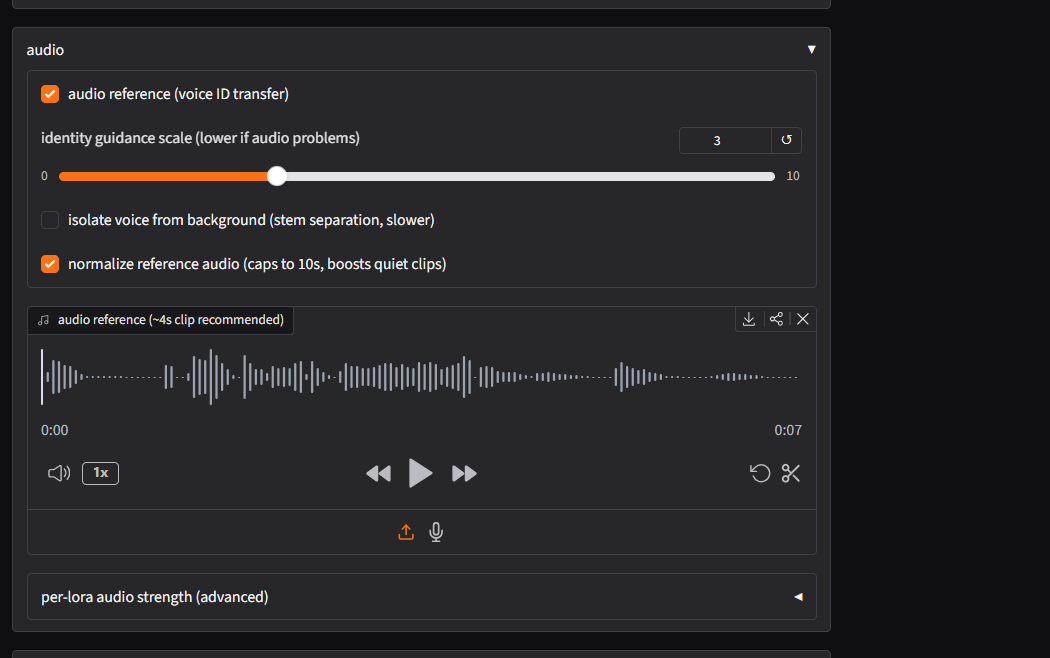 audio
audio reference (voice ID transfer)
identity guidance scale (lower if audio problems)
3
0
10
isolate voice from background (stem separation, slower)
normalize reference audio (caps to 10s, boosts quiet clips)
audio reference (~4s clip recommended)
0:00
0:07
1x
per-lora audio strength (advanced)